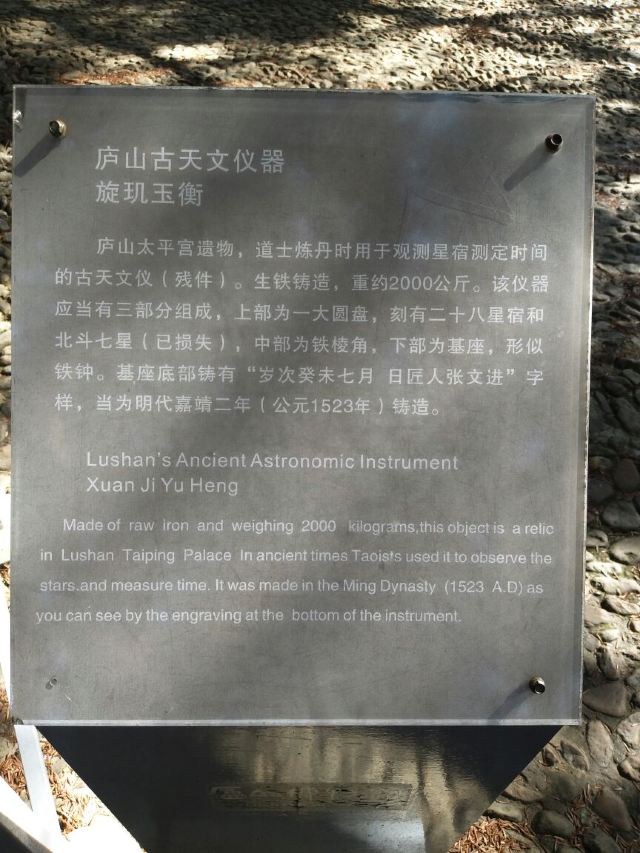 庐山古天文仪器
旋玑玉衡
庐山太平宫遗物，道士炼丹时用于观测星宿测定时间
的古天文仪（残件）。生铁铸造，重约2000公斤。该仪器
应当有三部分组成，上部为一大圆盘，刻有二十八星宿和
北斗七星（已损失），中部为铁棱角，下部为基座，形似
铁钟。基座底部铸有“岁次癸未七月 日匠人张文进”字
样，当为明代嘉靖二年（公元1523年）铸造。
Lushan's Ancient Astronomic Instrument
Xuan Ji Yu Heng
Made of raw iron and weighing 2000 kilograms,this object is a relic
in Lushan Taiping Palace In ancient times Taoists used it to observe the
stars.and measure time. It was made in the Ming Dynasty (1523 A.D) as
you can see by the engraving at the bottom of the instrument.